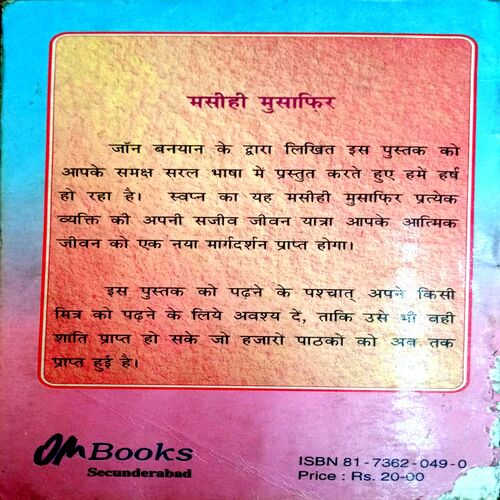 मसीही मुसाफ़िर
जॉन बनयान के द्वारा लिखित इस पुस्तक को
आपके समक्ष सरल भाषा में प्रस्तुत करते हुए हमें हर्ष
हो रहा है। स्वप्न का यह मसीही मुसाफ़िर प्रत्येक
व्यक्ति की अपनी सजीव जीवन यात्रा आपके आत्मिक
जीवन को एक नया मार्गदर्शन प्राप्त होगा।
इस पुस्तक को पढ़ने के पश्चात् अपने किसी
मित्र को पढ़ने के लिये अवश्य दें, ताकि उसे भी वही
शांति प्राप्त हो सके जो हजारों पाठकों को अब तक
प्राप्त हुई है।
OM Books
Secunderabad
ISBN 81-7362-049-0
Price : Rs. 20-00